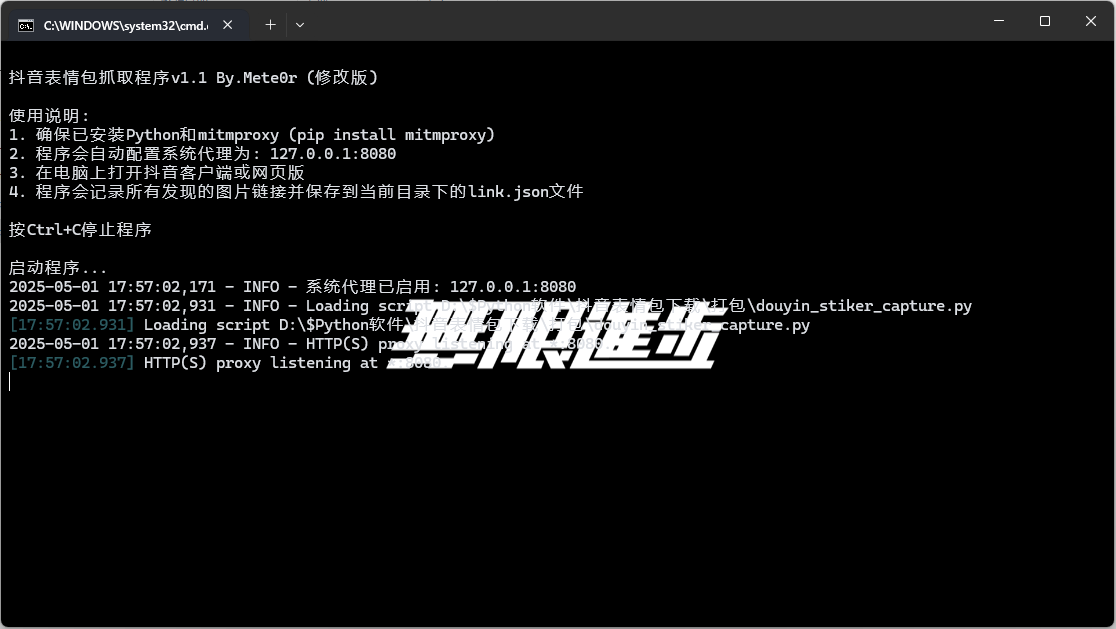 C:\WINDOWS\system32\cmd.
抖音表情包抓取程序v1.1 By.Mete0r (修改版)
使用说明:
1. 确保已安装Python和mitmproxy (pip install mitmproxy)
2. 程序会自动配置系统代理为: 127.0.0.1:8080
3. 在电脑上打开抖音客户端或网页版
4. 程序会记录所有发现的图片链接并保存到当前目录下的link.json文件
按Ctrl+C停止程序
启动程序...
2025-05-01 17:57:02,171 - INFO - 系统代理已启用: 127.0.0.1:8080
2025-05-01 17:57:02,931 - INFO - Loading script D:\$Python软件\抖音表情包下载\打包\douyin_stiker_capture.py
[17:57:02.931] Loading script D:\$Python软件\抖音表情包下载\打包\douyin_stiker_capture.py
2025-05-01 17:57:02,937 - INFO - HTTP(S) proxy listening at *:8080.
[17:57:02.937] HTTP(S) proxy listening at *:8080.
無限進步